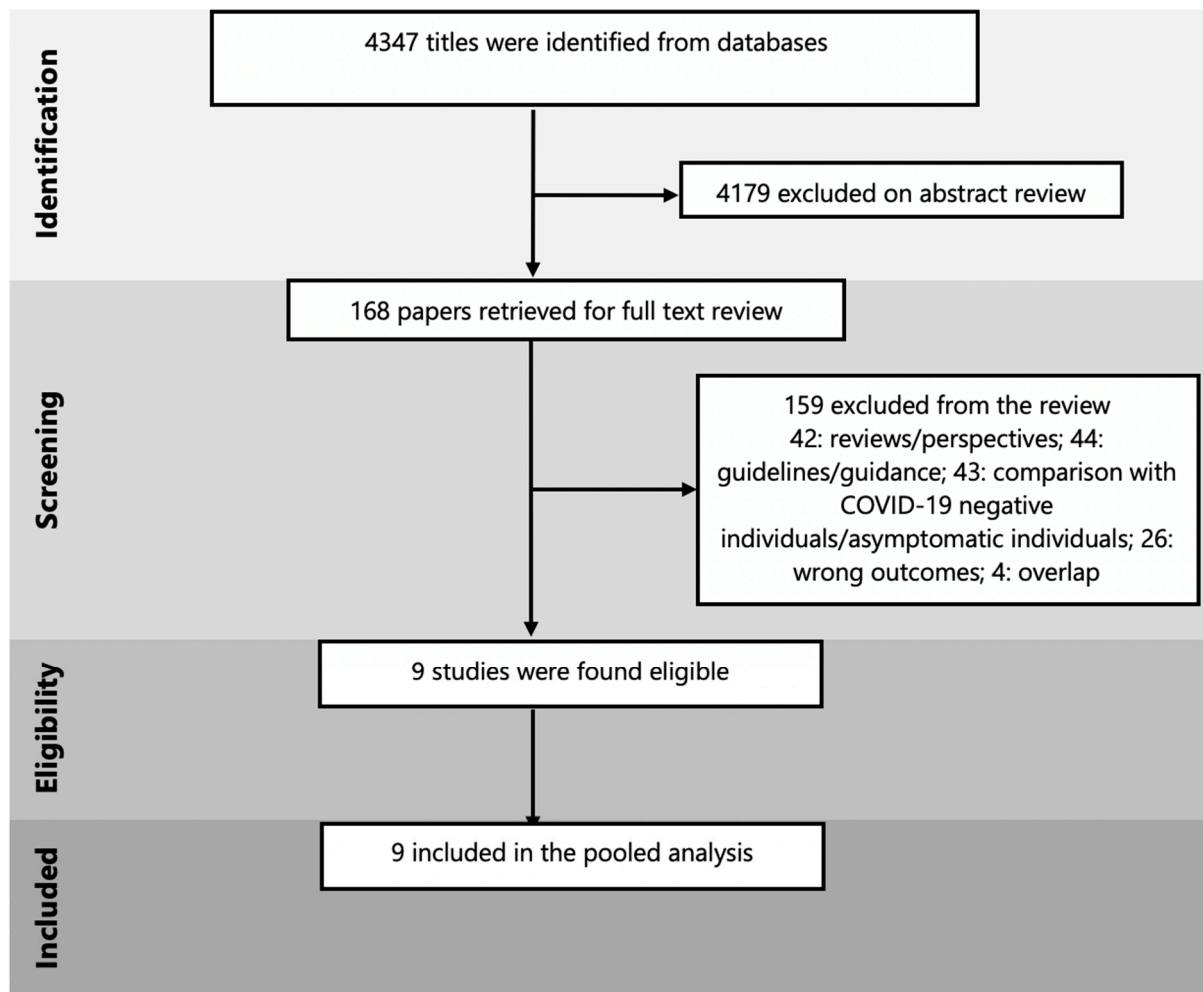 Identification
4347 titles were identified from databases
4179 excluded on abstract review
Screening
168 papers retrieved for full text review
159 excluded from the review
42: reviews/perspectives; 44:
guidelines/guidance; 43: comparison with
COVID-19 negative
individuals/asymptomatic individuals; 26:
wrong outcomes; 4: overlap
Eligibility
9 studies were found eligible
Included
9 included in the pooled analysis